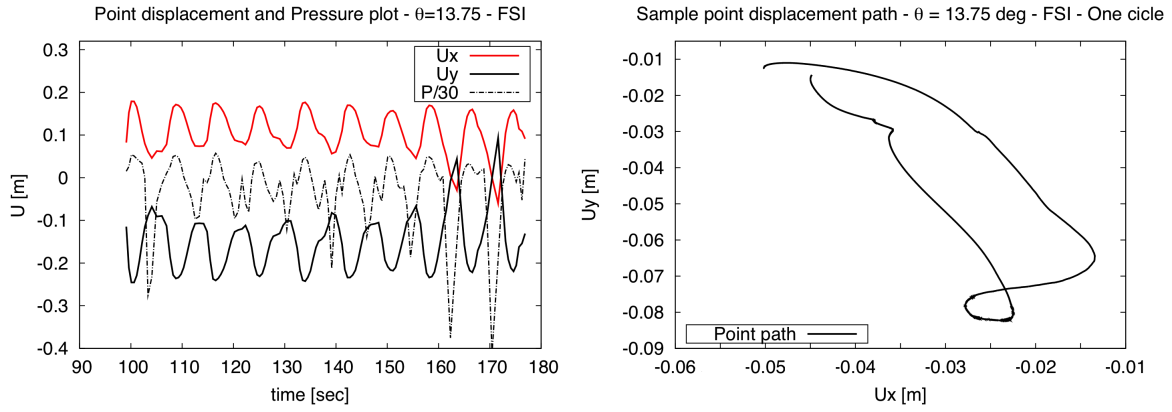 Point displacement and Pressure plot - θ=13.75 - FSI
0.3
0.2
0.1
0
-0.1
-0.2
-0.3
-0.4
U [m]
Ux
Uy
P/30
90 100 110 120 130 140 150 160 170 180
time [sec]
Sample point displacement path - θ = 13.75 deg - FSI - One cicle
-0.01
-0.02
-0.03
-0.04
-0.05
-0.06
-0.07
-0.08
-0.09
Uy [m]
Point path
-0.06 -0.05 -0.04 -0.03 -0.02 -0.01
Ux [m]